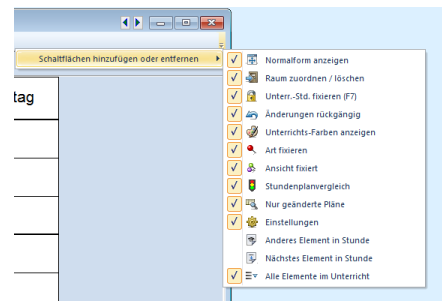 Schaltflächen hinzufügen oder entfernen
Normalform anzeigen
Raum zuordnen / löschen
Unterr.-Std. fixieren (F7)
Änderungen rückgängig
Unterrichts-Farben anzeigen
Art fixieren
Ansicht fixiert
Stundenplanvergleich
Nur geänderte Pläne
Einstellungen
Anderes Element in Stunde
Nächstes Element in Stunde
Alle Elemente im Unterricht
tag